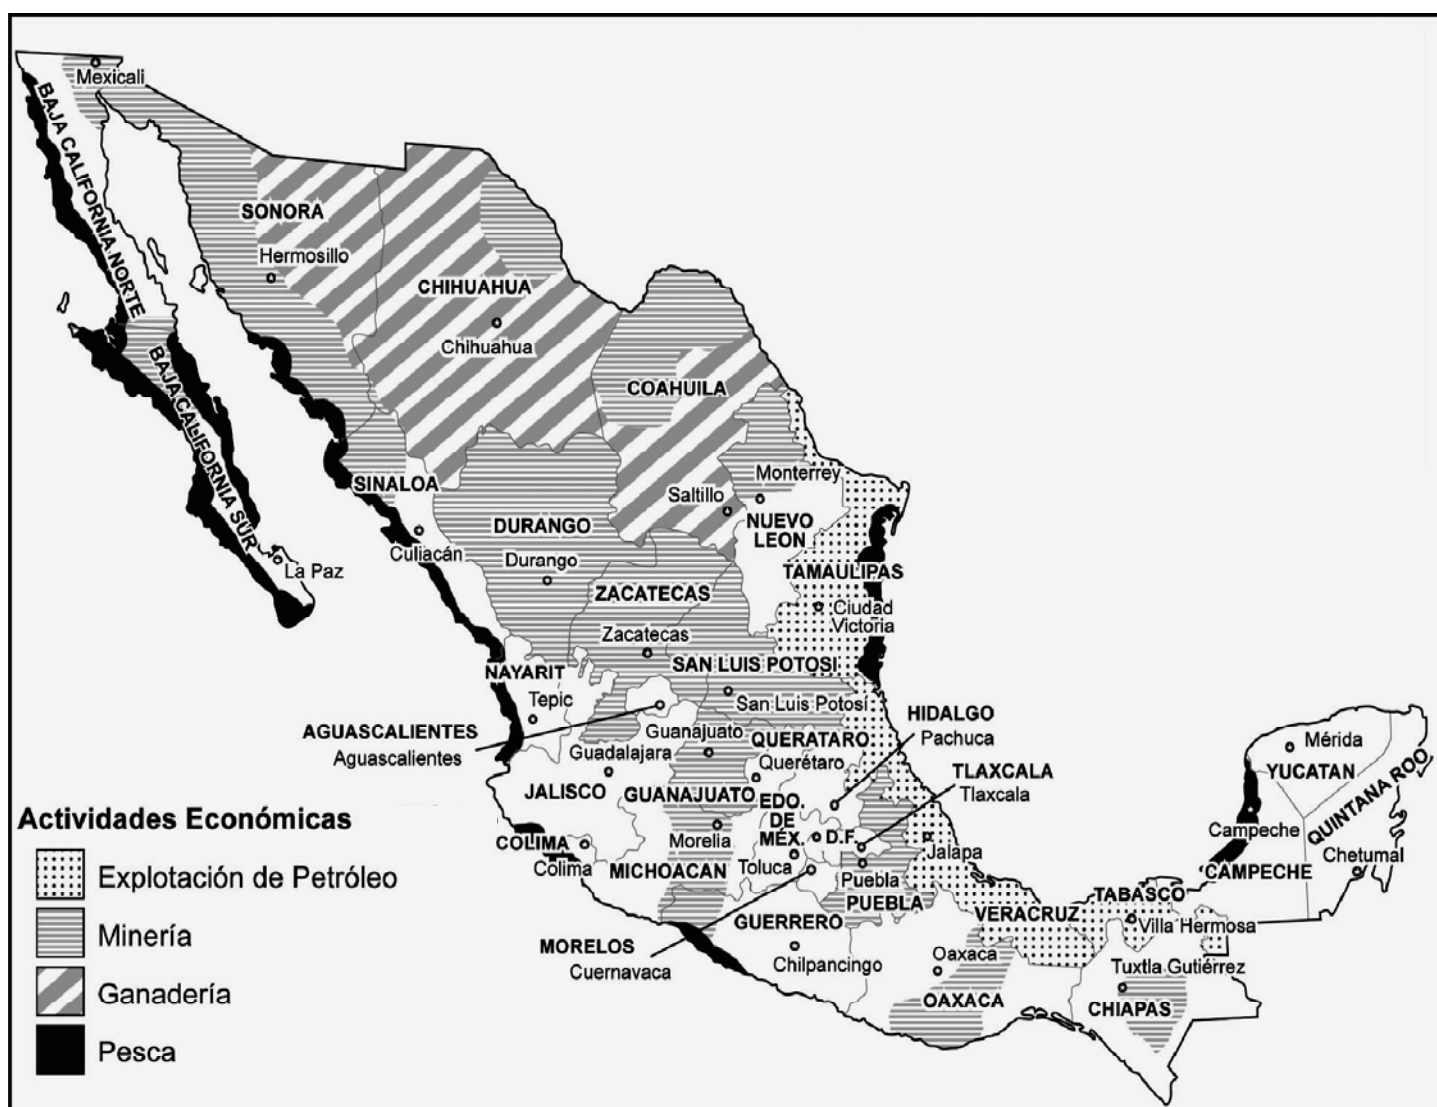 Mexicali
BAJA CALIFORNIA NORTE
SONORA
Hermosillo
CHIHUAHUA
Chihuahua
COAHUILA
BAJA CALIFORNIA SUR
La Paz
SINALOA
Culiacán
DURANGO
Durango
Saltillo
Monterrey
NUEVO
LEON
TAMAULIPAS
Ciudad
Victoria
ZACATECAS
Zacatecas
SAN LUIS POTOSI
San Luis Potosí
NAYARIT
Tepic
AGUASCALIENTES
Aguascalientes
Guanajuato
Guadalajara
QUERATARO
Querétaro
HIDALGO
Pachuca
TLAXCALA
Tlaxcala
JALISCO
GUANAJUATO
EDO.
DE
MÉX.
D.F.
COLIMA
Colima
Morelia
MICHOACAN
Toluca
Puebla
PUEBLA
Jalapa
VERACRUZ
GUERRERO
Chilpancingo
MORELOS
Cuernavaca
Oaxaca
OAXACA
TABASCO
Villa Hermosa
Tuxtla Gutiérrez
CHIAPAS
Mérida
YUCATAN
QUINTANA ROO
Campeche
CAMPECHE
Chetumal
Actividades Económicas
Explotación de Petróleo
Minería
Ganadería
Pesca